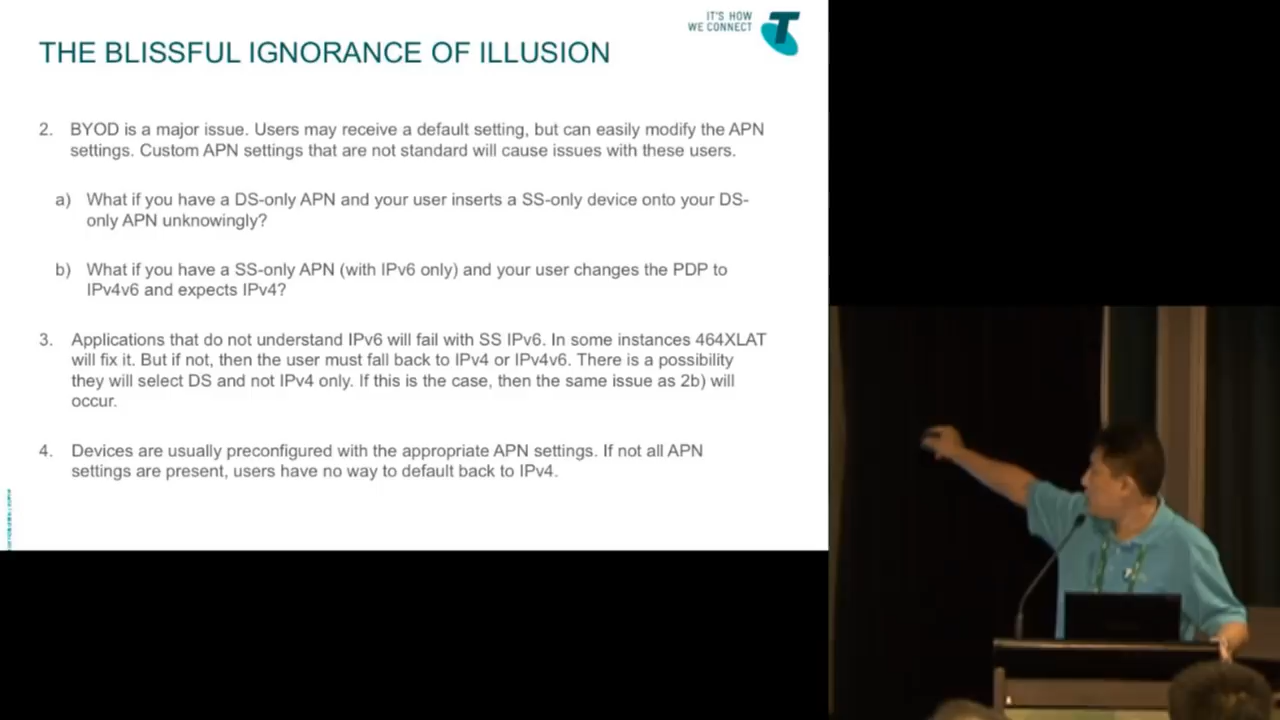 IT'S HOW
WE CONNECT
THE BLISSFUL IGNORANCE OF ILLUSION
2. BYOD is a major issue. Users may receive a default setting, but can easily modify the APN
settings. Custom APN settings that are not standard will cause issues with these users.
a) What if you have a DS-only APN and your user inserts a SS-only device onto your DS-
only APN unknowingly?
b) What if you have a SS-only APN (with IPv6 only) and your user changes the PDP to
IPv4v6 and expects IPv4?
3. Applications that do not understand IPv6 will fail with SS IPv6. In some instances 464XLAT
will fix it. But if not, then the user must fall back to IPv4 or IPv4v6. There is a possibility
they will select DS and not IPv4 only. If this is the case, then the same issue as 2b) will
occur.
4. Devices are usually preconfigured with the appropriate APN settings. If not all APN
settings are present, users have no way to default back to IPv4.